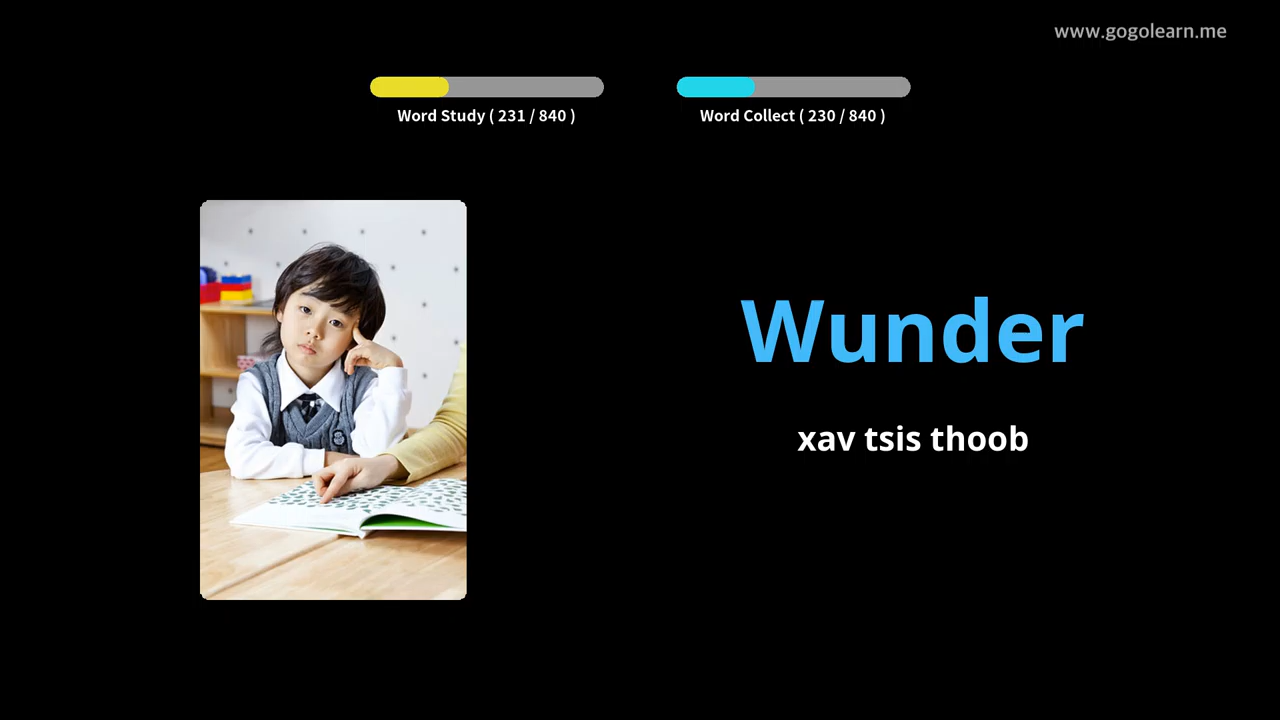 www.gogolearn.me
Word Study ( 231 / 840 )
Word Collect ( 230 / 840 )
Wunder
xav tsis thoob